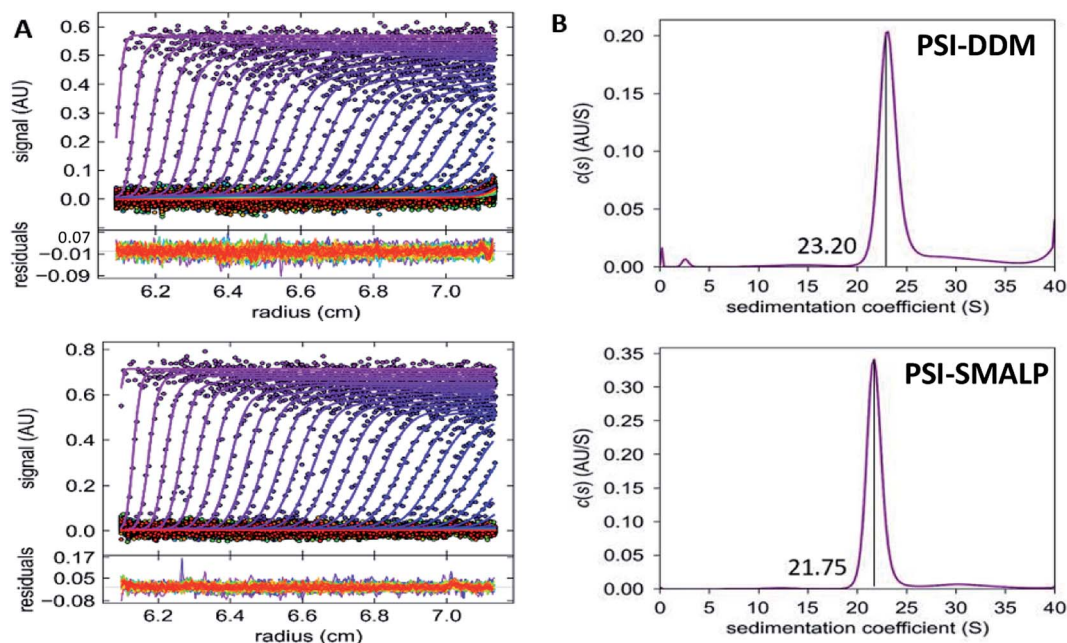 A
0.6
0.5
0.4
0.3
0.2
0.1
0.0
signal (AU)
0.07
−0.01
−0.09
residuals
6.2 6.4 6.6 6.8 7.0
radius (cm)
B
PSI-DDM
0.20
0.15
0.10
0.05
0.00
c(s) (AU/S)
23.20
0 5 10 15 20 25 30 35 40
sedimentation coefficient (S)
0.8
0.6
0.4
0.2
0.0
signal (AU)
0.17
0.05
−0.08
residuals
6.2 6.4 6.6 6.8 7.0
radius (cm)
PSI-SMALP
0.35
0.30
0.25
0.20
0.15
0.10
0.05
0.00
c(s) (AU/S)
21.75
0 5 10 15 20 25 30 35 40
sedimentation coefficient (S)